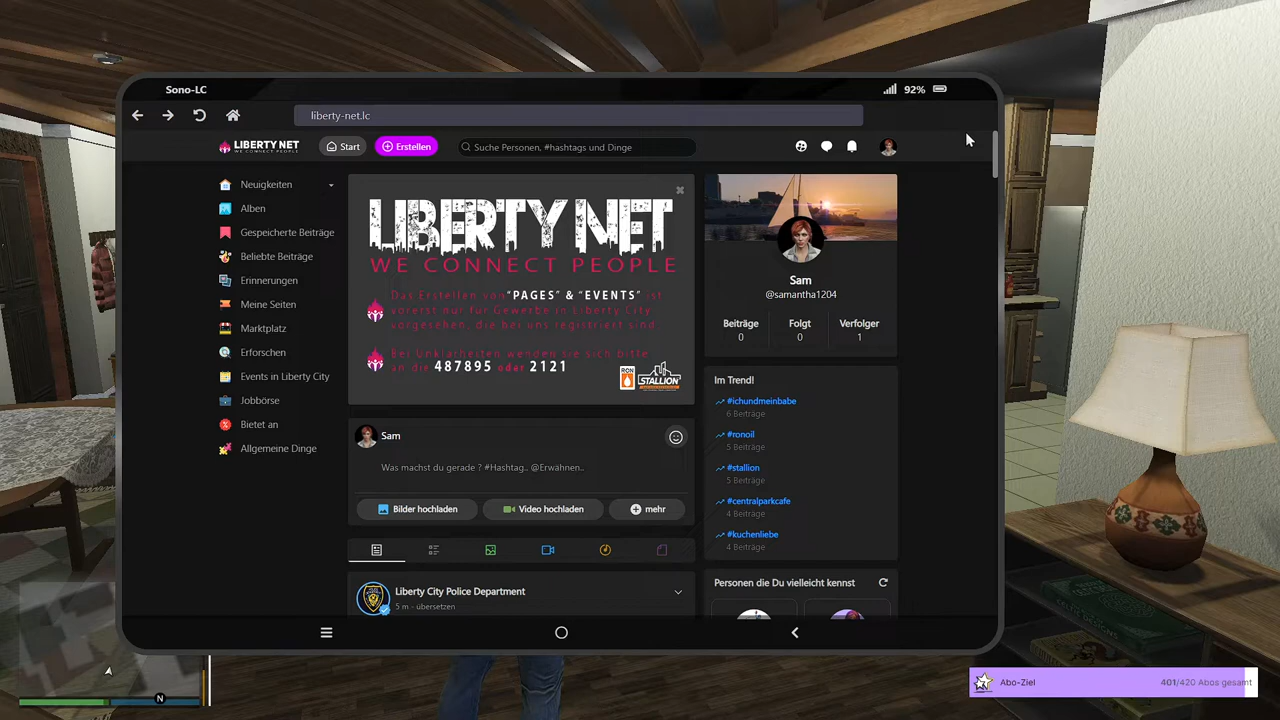 Sono-LC
92%
liberty-net.lc
LIBERTY NET
WE CONNECT PEOPLE
Start
Erstellen
Suche Personen, #hashtags und Dinge
Neuigkeiten
Alben
Gespeicherte Beiträge
Beliebte Beiträge
Erinnerungen
Meine Seiten
Marktplatz
Erforschen
Events in Liberty City
Jobbörse
Bietet an
Allgemeine Dinge
LIBERTY NET
WE CONNECT PEOPLE
Das Erstellen von "PAGES" & "EVENTS" ist
vorerst nur für Gewerbe in Liberty City
vorgesehen, die bei uns registriert sind
Bei Unklarheiten wenden sie sich bitte
an die 487895 oder 2121
RON
STALLION
Sam
Was machst du gerade ? #Hashtag.. @Erwähnen..
Bilder hochladen
Video hochladen
mehr
Liberty City Police Department
5 m - übersetzen
Sam
@samantha1204
Beiträge Folgt Verfolger
0 0 1
Im Trend!
#ichundmeinbabe
6 Beiträge
#ronoil
5 Beiträge
#stallion
5 Beiträge
#centralparkcafe
4 Beiträge
#kuchenliebe
4 Beiträge
Personen die Du vielleicht kennst
N
Abo-Ziel
401/420 Abos gesamt